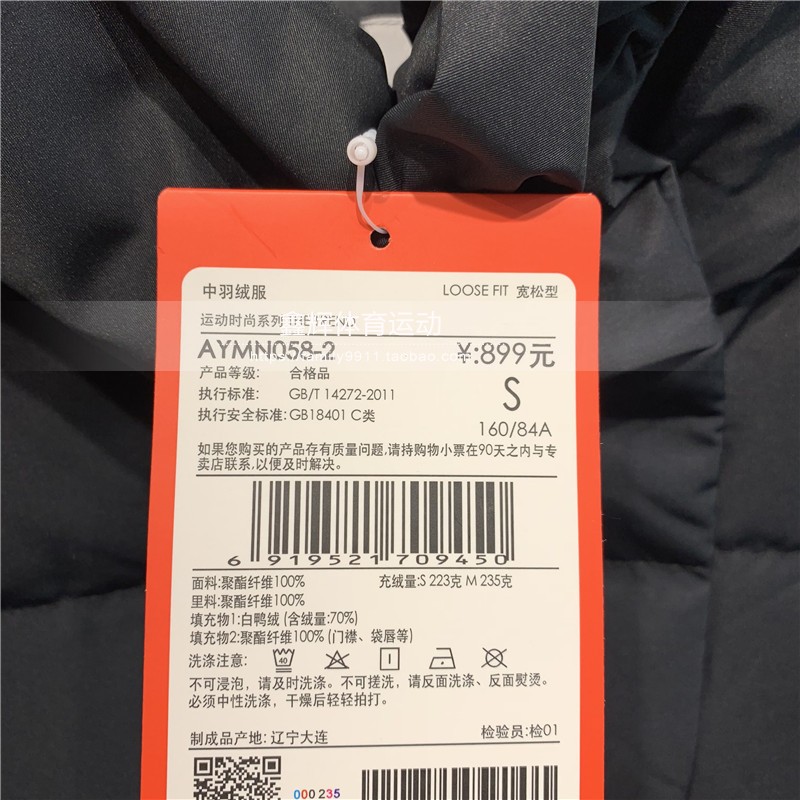 中羽绒服 LOOSE FIT 宽松型
运动时尚系列
鑫辉体育运动
AYMN058-2 ¥:899元
产品等级: 合格品
执行标准: GB/T 14272-2011 S
执行安全标准:GB18401 C类 160/84A
如果您购买的产品存有质量问题,请持购物小票在90天之内与专
卖店联系,以便及时解决。
6 919521 709450
面料:聚酯纤维100% 充绒量:S 223克 M 235克
里料:聚酯纤维100%
填充物1:白鸭绒 (含绒量:70%)
填充物2:聚酯纤维100% (门襟、袋唇等)
洗涤注意: 40
不可浸泡，请及时洗涤。不可搓洗，请反面洗涤、反面熨烫。
必须中性洗涤，干燥后轻轻拍打。
制成品产地: 辽宁大连 检验员:检01
000 235
S